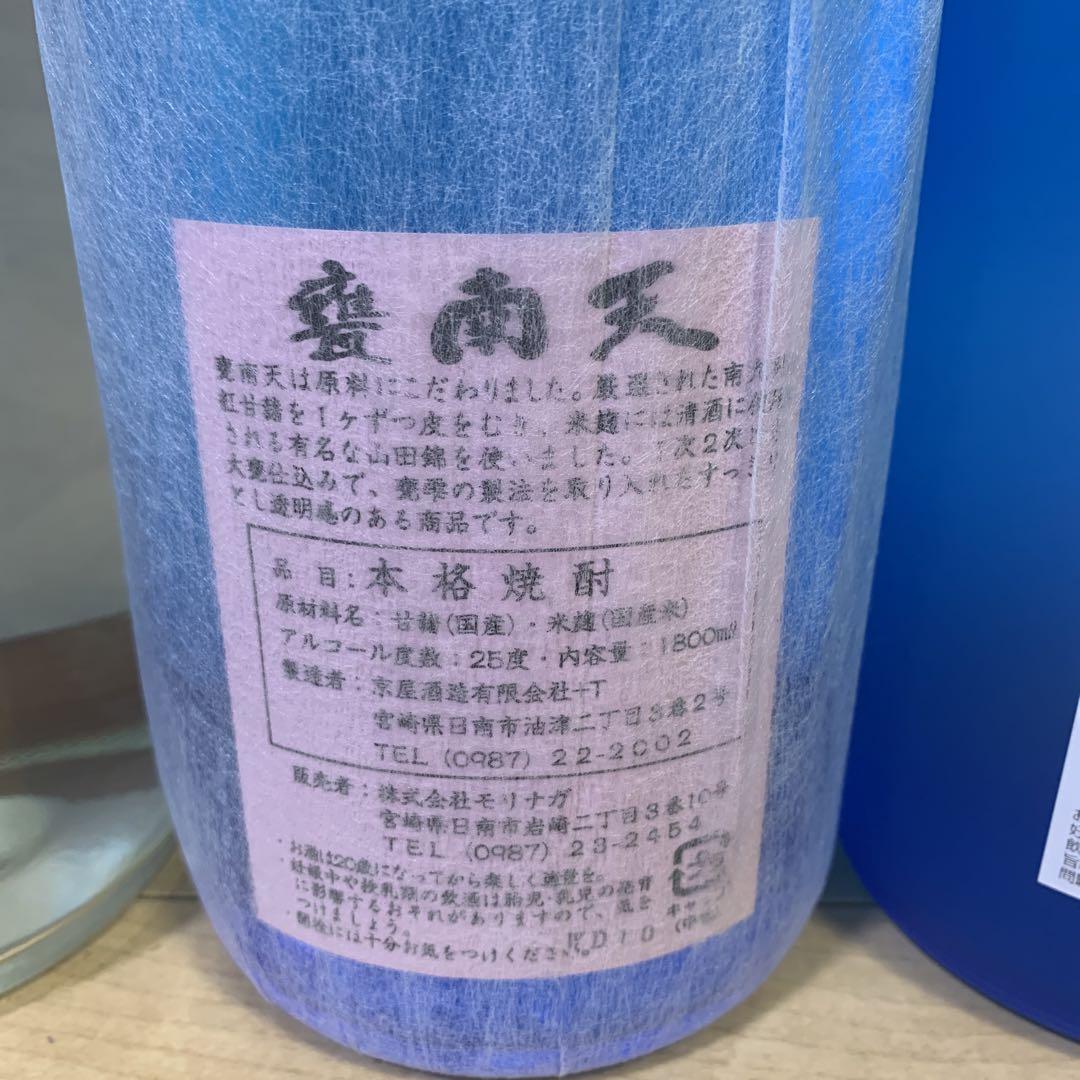 甕南天
甕南天は原料にこだわりました。厳選された南九州
紅甘藷を1ケずつ皮をむき、米麹には清酒に使用
される有名な山田錦を使いました。1次2次とも
大甕仕込みで、甕雫の製法を取り入れたすっきり
とし透明感のある商品です。
品 目:本格焼酎
原材料名:甘藷(国産)・米麹(国産米)
アルコール度数:25度・内容量:1800mℓ
製造者:京屋酒造有限会社+T
宮崎県日南市油津二丁目3番2号
TEL (0987) 22-2002
販売者:株式会社モリナガ
宮崎県日南市岩崎二丁目3番10号
TEL (0987) 23-2454
・お酒は20歳になってから楽しく適量を。
・妊娠中や授乳期の飲酒は胎児・乳児の発育
に影響するおそれがありますので、気を
つけましょう。
・開栓には十分お気をつけください。